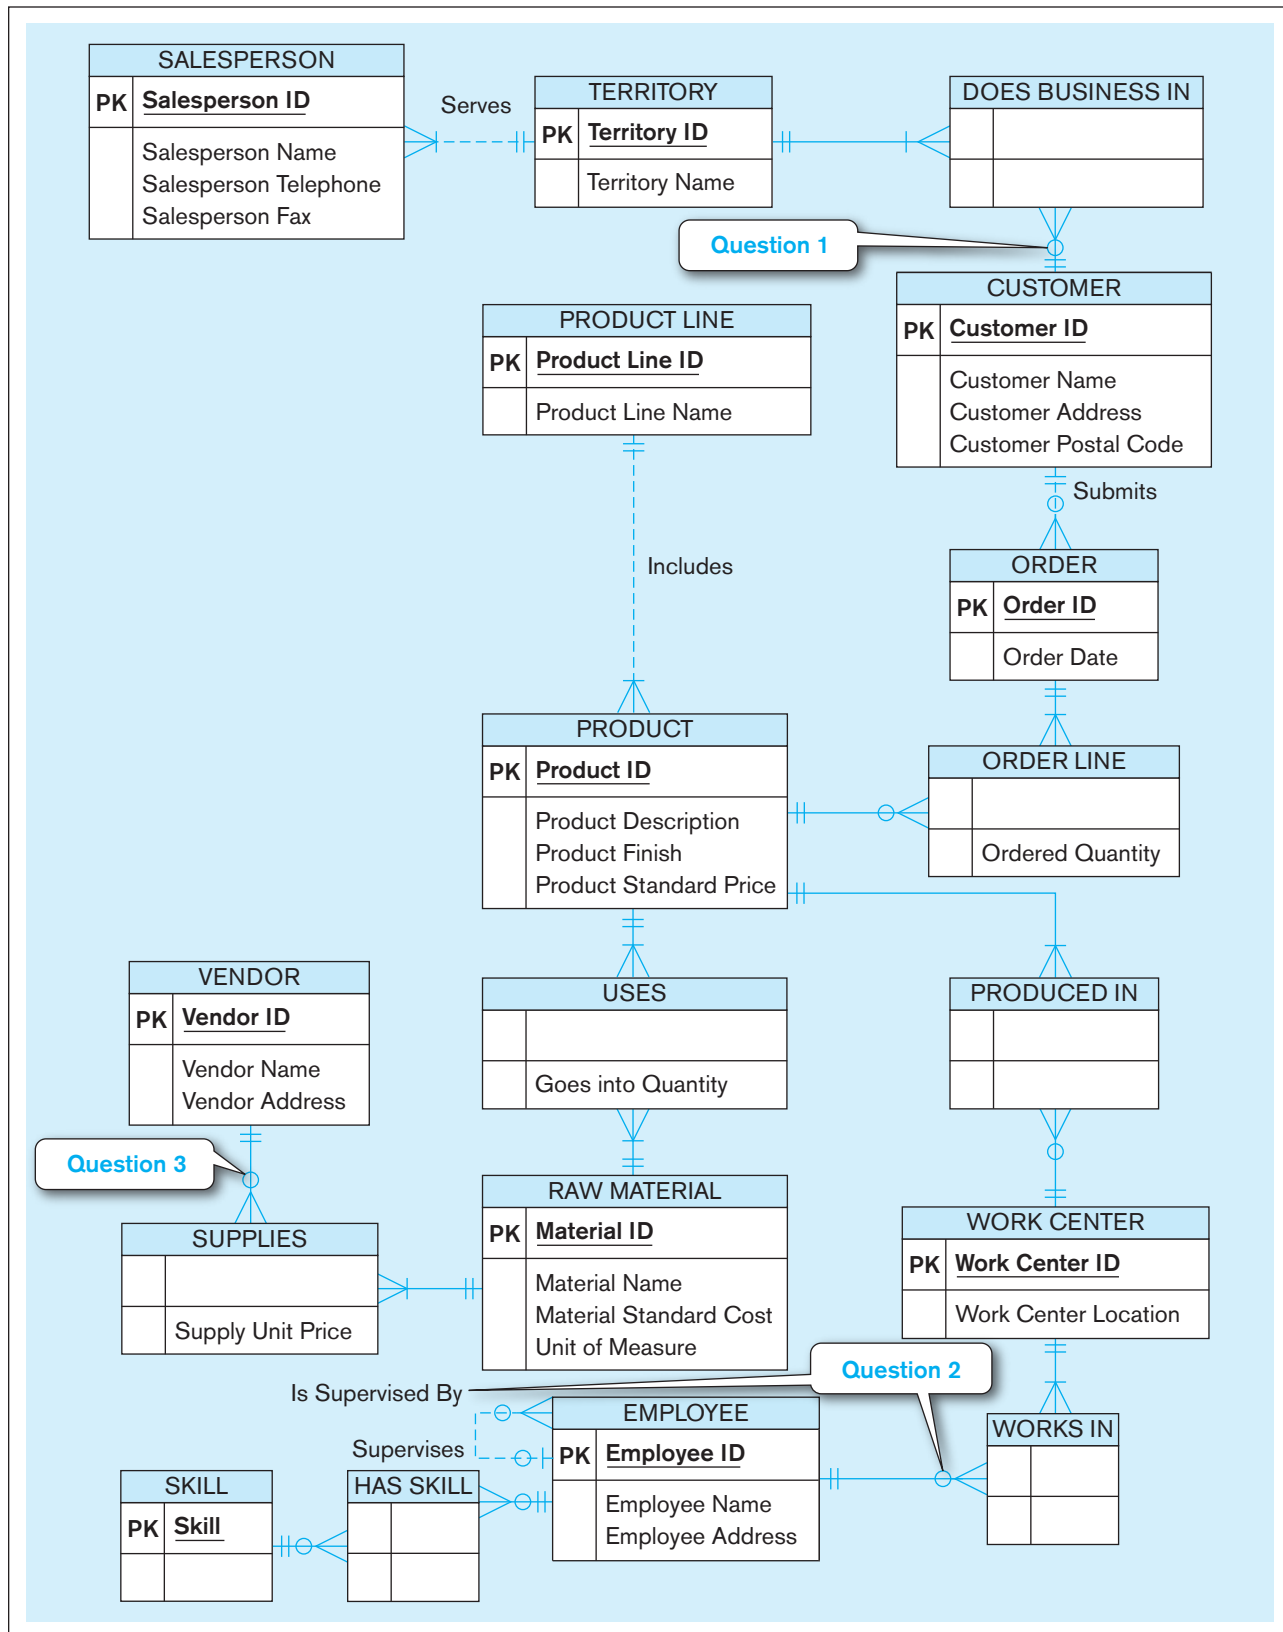 SALESPERSON
PK Salesperson ID
Salesperson Name
Salesperson Telephone
Salesperson Fax
Serves
TERRITORY
PK Territory ID
Territory Name
DOES BUSINESS IN
Question 1
CUSTOMER
PK Customer ID
Customer Name
Customer Address
Customer Postal Code
PRODUCT LINE
PK Product Line ID
Product Line Name
Submits
Includes
ORDER
PK Order ID
Order Date
PRODUCT
PK Product ID
Product Description
Product Finish
Product Standard Price
ORDER LINE
Ordered Quantity
VENDOR
PK Vendor ID
Vendor Name
Vendor Address
USES
Goes into Quantity
PRODUCED IN
Question 3
SUPPLIES
Supply Unit Price
RAW MATERIAL
PK Material ID
Material Name
Material Standard Cost
Unit of Measure
WORK CENTER
PK Work Center ID
Work Center Location
Question 2
Is Supervised By
Supervises
EMPLOYEE
PK Employee ID
Employee Name
Employee Address
WORKS IN
SKILL
PK Skill
HAS SKILL